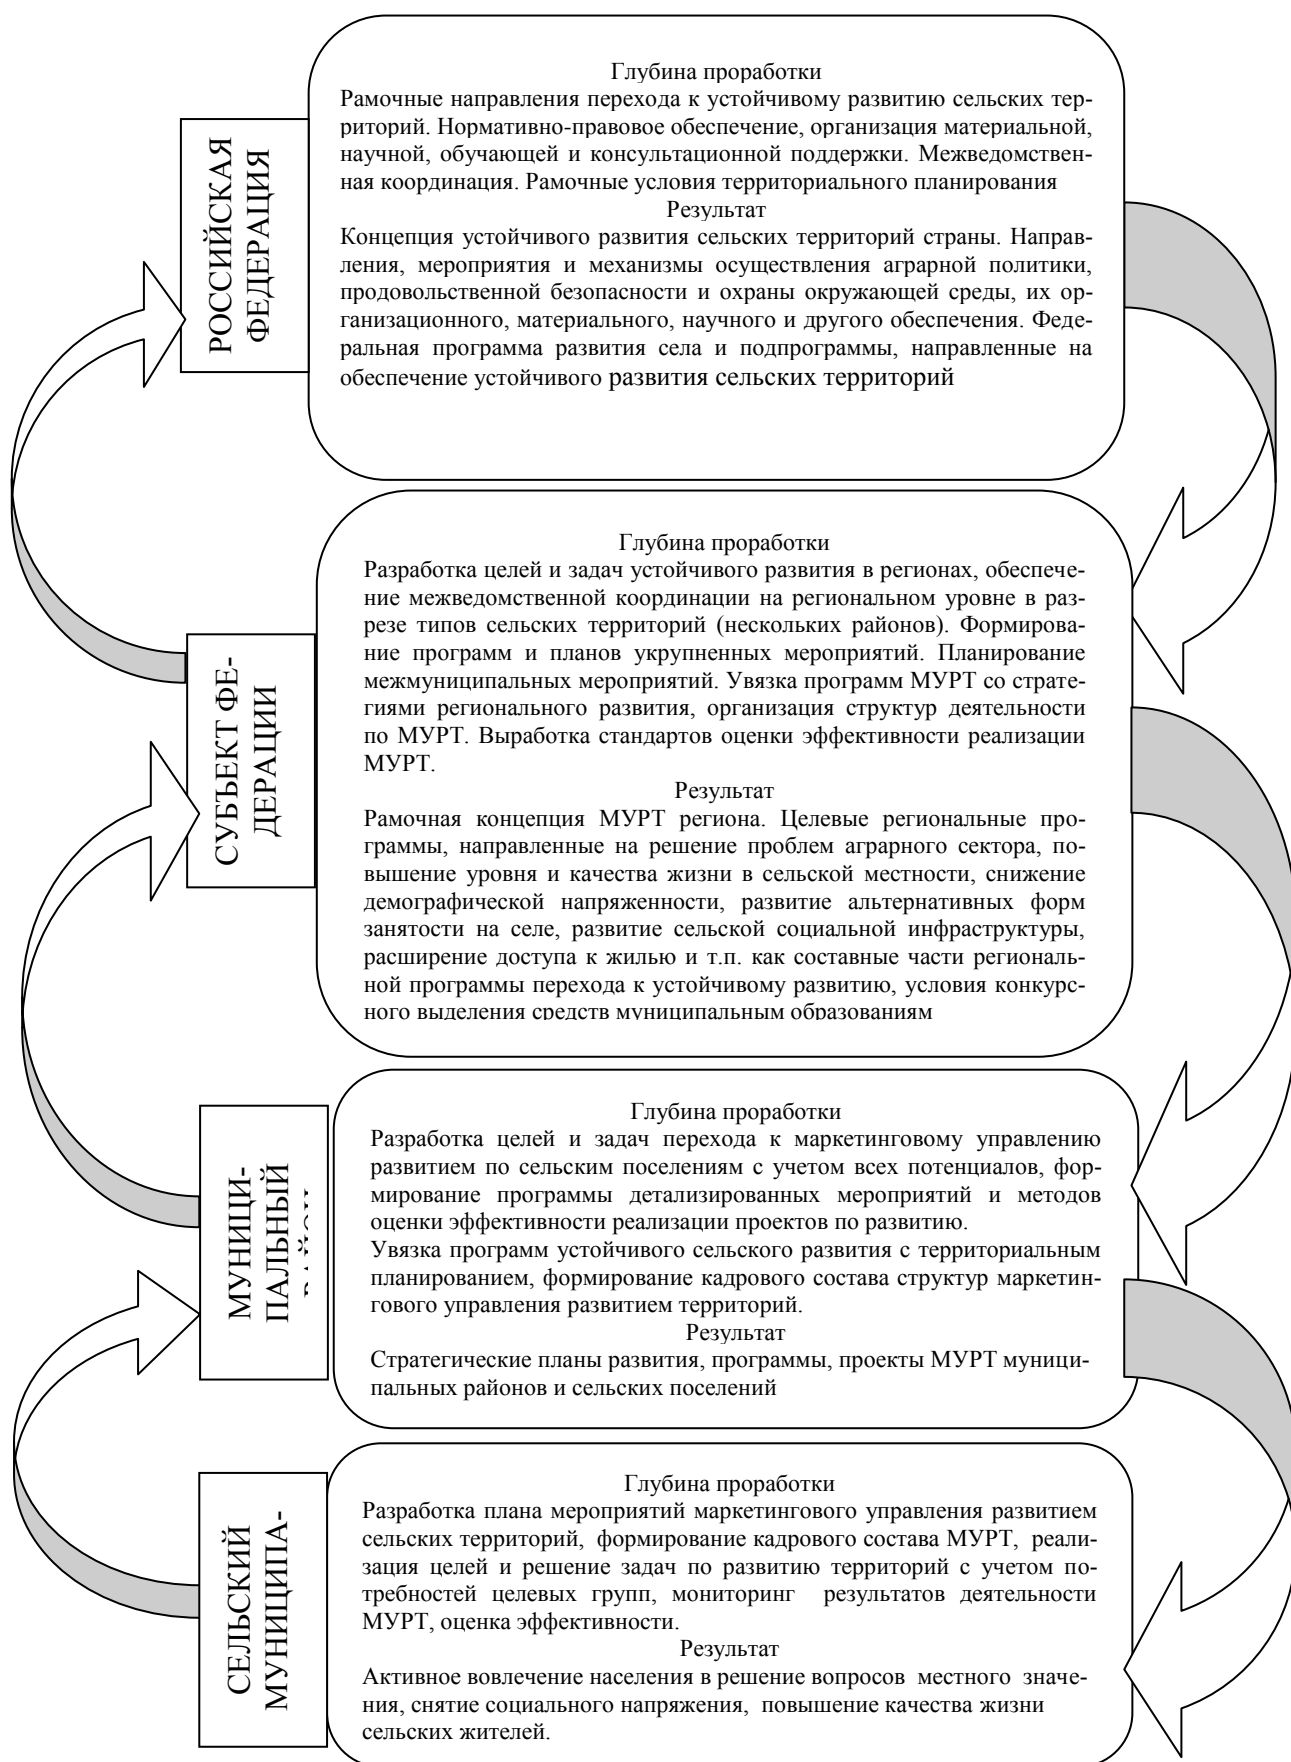 РОССИЙСКАЯ
ФЕДЕРАЦИЯ
Глубина проработки
Рамочные направления перехода к устойчивому развитию сельских тер-
риторий. Нормативно-правовое обеспечение, организация материальной,
научной, обучающей и консультационной поддержки. Межведомствен-
ная координация. Рамочные условия территориального планирования
Результат
Концепция устойчивого развития сельских территорий страны. Направ-
ления, мероприятия и механизмы осуществления аграрной политики,
продовольственной безопасности и охраны окружающей среды, их ор-
ганизационного, материального, научного и другого обеспечения. Феде-
ральная программа развития села и подпрограммы, направленные на
обеспечение устойчивого развития сельских территорий
СУБЪЕКТ ФЕ-
ДЕРАЦИИ
Глубина проработки
Разработка целей и задач устойчивого развития в регионах, обеспече-
ние межведомственной координации на региональном уровне в раз-
резе типов сельских территорий (нескольких районов). Формирова-
ние программ и планов укрупненных мероприятий. Планирование
межмуниципальных мероприятий. Увязка программ МУРТ со страте-
гиями регионального развития, организация структур деятельности
по МУРТ. Выработка стандартов оценки эффективности реализации
МУРТ.
Результат
Рамочная концепция МУРТ региона. Целевые региональные про-
граммы, направленные на решение проблем аграрного сектора, по-
вышение уровня и качества жизни в сельской местности, снижение
демографической напряженности, развитие альтернативных форм
занятости на селе, развитие сельской социальной инфраструктуры,
расширение доступа к жилью и т.п. как составные части региональ-
ной программы перехода к устойчивому развитию, условия конкурс-
ного выделения средств муниципальным образованиям
МУНИЦИ-
ПАЛЬНЫЙ
РАЙОН
Глубина проработки
Разработка целей и задач перехода к маркетинговому управлению
развитием по сельским поселениям с учетом всех потенциалов, фор-
мирование программы детализированных мероприятий и методов
оценки эффективности реализации проектов по развитию.
Увязка программ устойчивого сельского развития с территориальным
планированием, формирование кадрового состава структур маркетин-
гового управления развитием территорий.
Результат
Стратегические планы развития, программы, проекты МУРТ муници-
пальных районов и сельских поселений
СЕЛЬСКИЙ
МУНИЦИПА-
Глубина проработки
Разработка плана мероприятий маркетингового управления развитием
сельских территорий, формирование кадрового состава МУРТ, реали-
зация целей и решение задач по развитию территорий с учетом по-
требностей целевых групп, мониторинг результатов деятельности
МУРТ, оценка эффективности.
Результат
Активное вовлечение населения в решение вопросов местного значе-
ния, снятие социального напряжения, повышение качества жизни
сельских жителей.